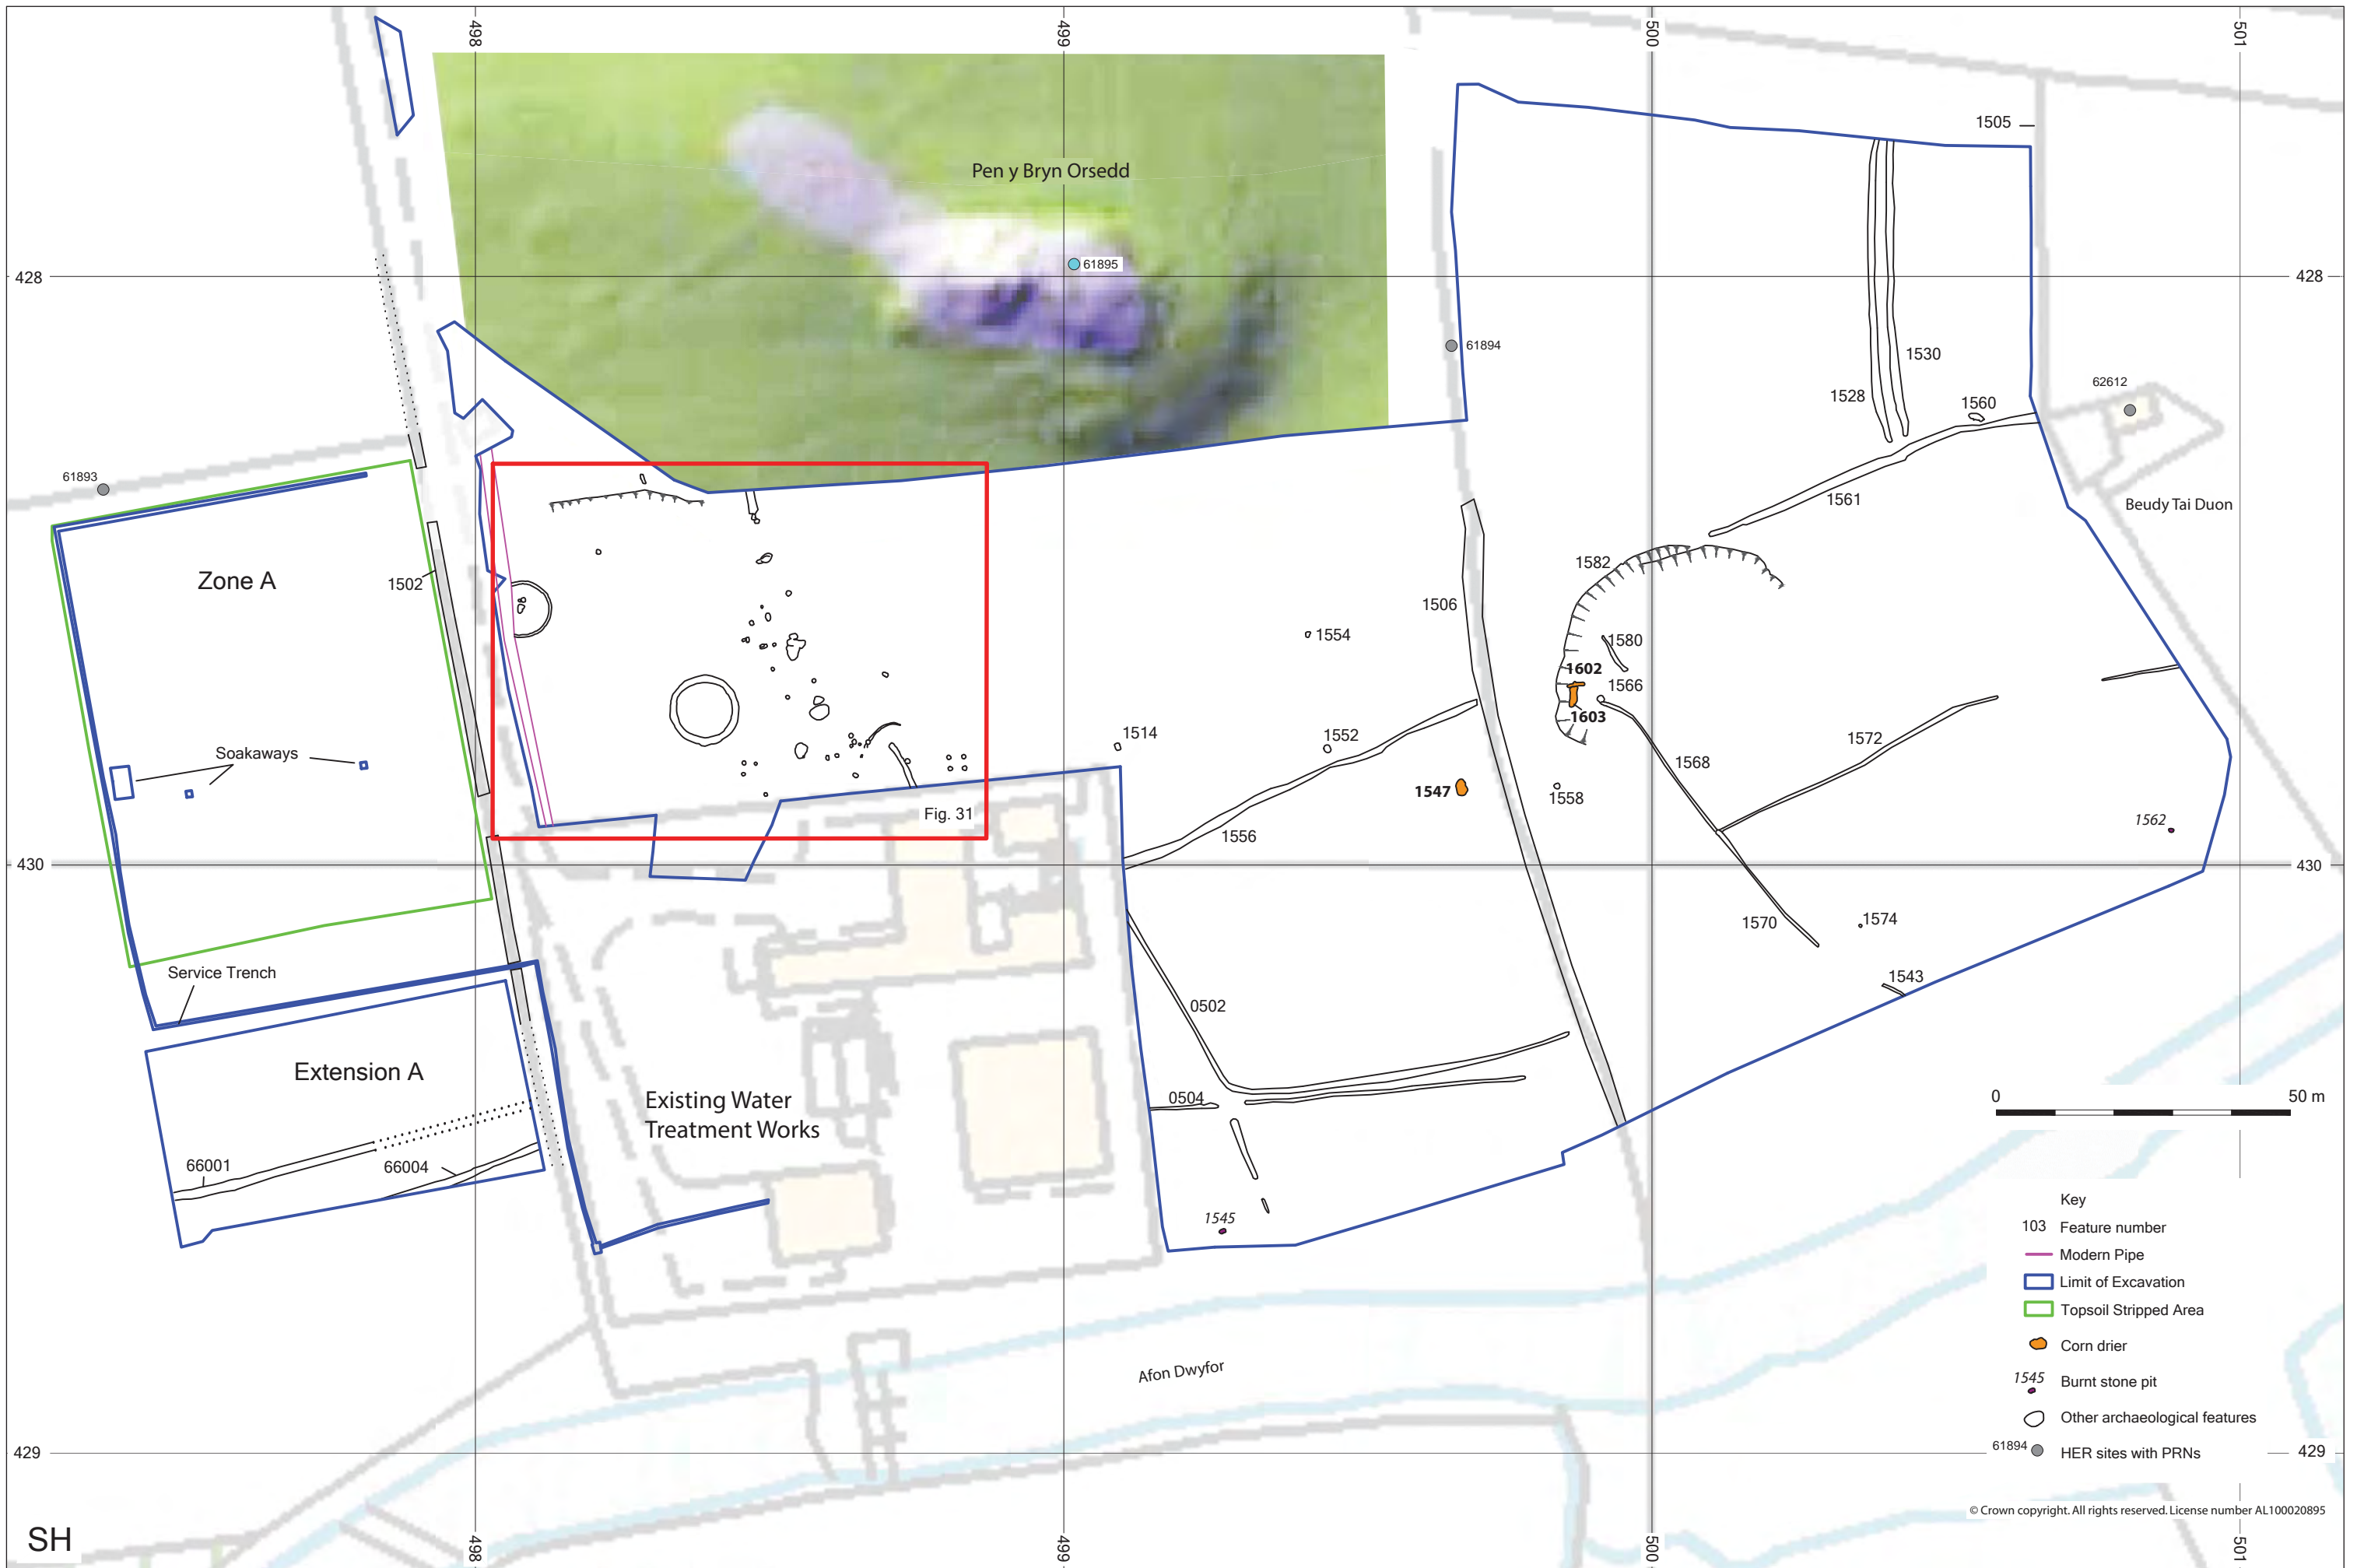 498
499
500
501
1505
Pen y Bryn Orsedd
61895
428
428
61894
1530
1528
62612
1560
61893
1561
Beudy Tai Duon
Zone A
1502
1582
1506
1554
1580
1602
1566
1603
Soakaways
1514
1552
1572
1568
1547
1558
Fig. 31
1562
1556
430
430
1574
1570
Service Trench
1543
0502
Extension A
Existing Water
Treatment Works
0504
0
50 m
66001
66004
1545
Key
103 Feature number
Modern Pipe
Limit of Excavation
Topsoil Stripped Area
Corn drier
1545 Burnt stone pit
Other archaeological features
61894 HER sites with PRNs
Afon Dwyfor
429
429
© Crown copyright. All rights reserved. License number AL100020895
SH
498
499
500
501